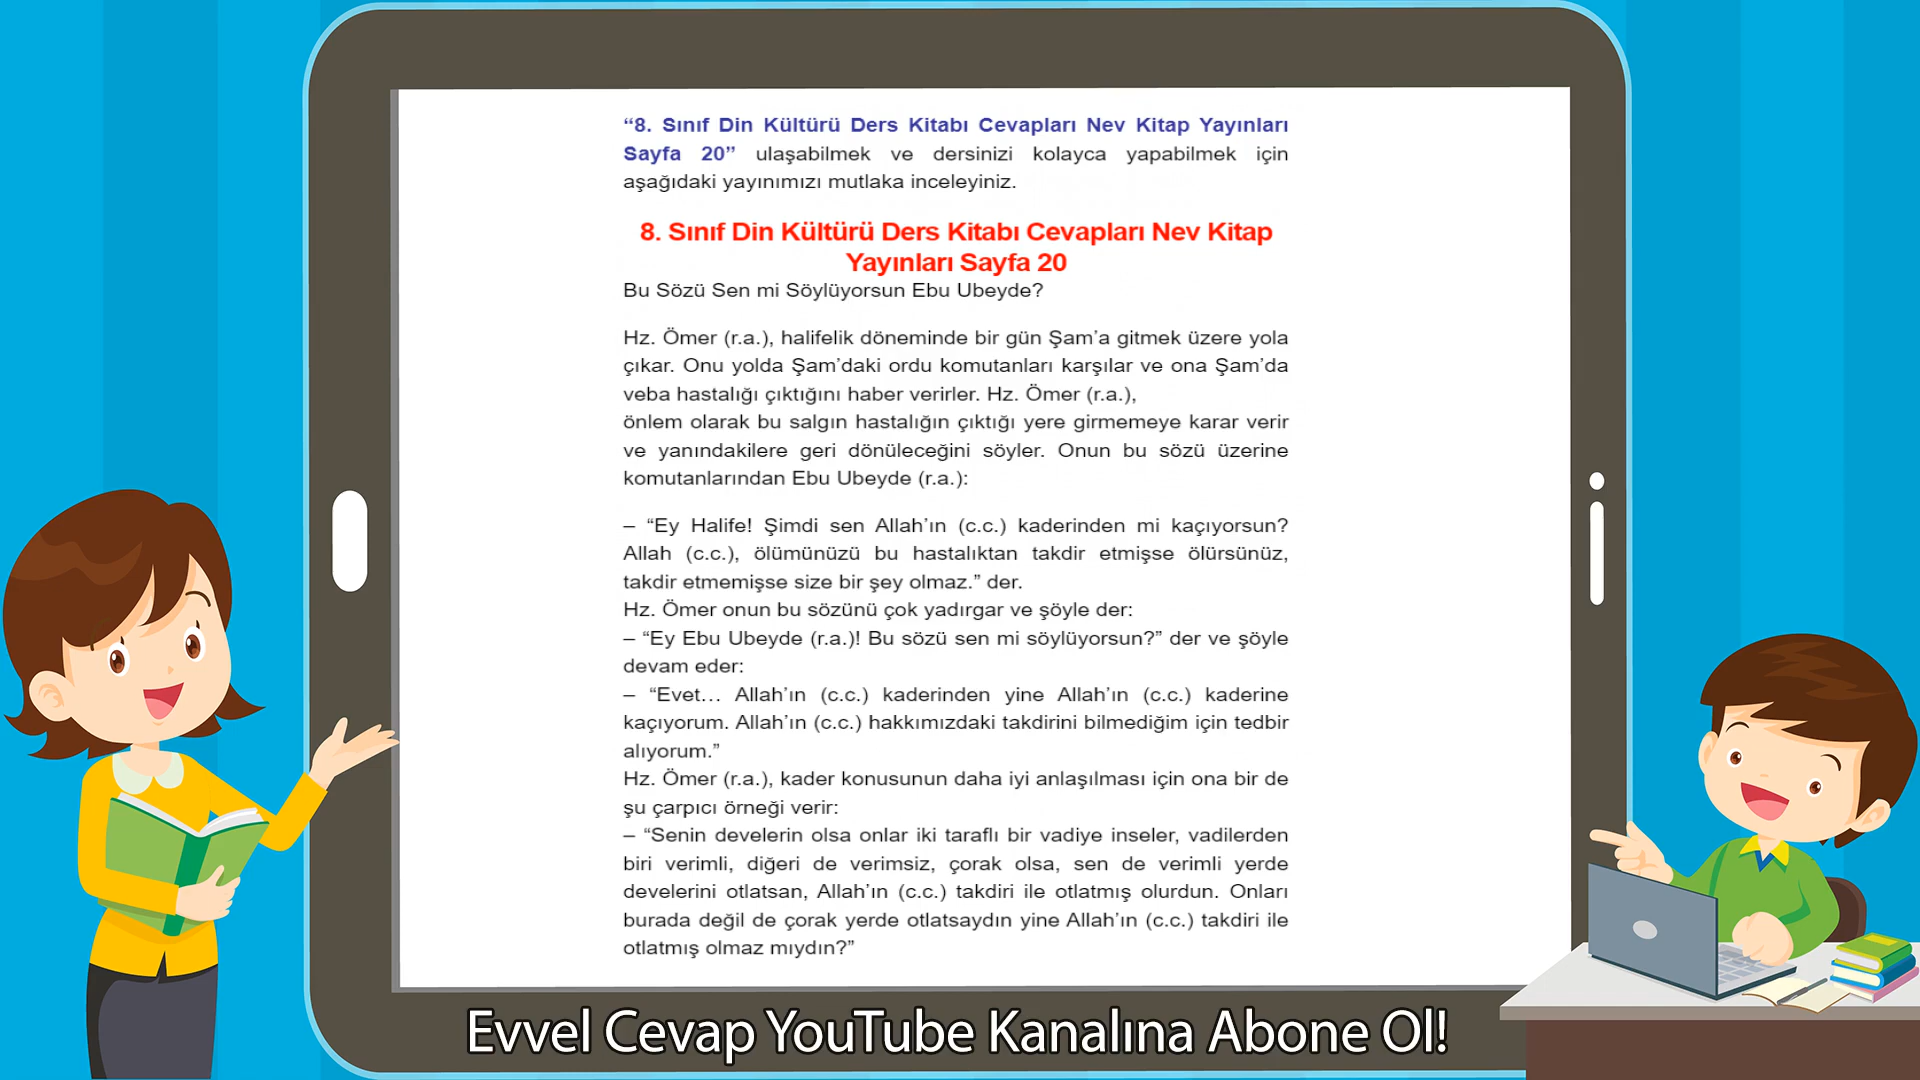 “8. Sınıf Din Kültürü Ders Kitabı Cevapları Nev Kitap Yayınları
Sayfa 20” ulaşabilmek ve dersinizi kolayca yapabilmek için
aşağıdaki yayınımızı mutlaka inceleyiniz.
8. Sınıf Din Kültürü Ders Kitabı Cevapları Nev Kitap
Yayınları Sayfa 20
Bu Sözü Sen mi Söylüyorsun Ebu Ubeyde?
Hz. Ömer (r.a.), halifelik döneminde bir gün Şam’a gitmek üzere yola
çıkar. Onu yolda Şam’daki ordu komutanları karşılar ve ona Şam’da
veba hastalığı çıktığını haber verirler. Hz. Ömer (r.a.),
önlem olarak bu salgın hastalığın çıktığı yere girmemeye karar verir
ve yanındakilere geri dönüleceğini söyler. Onun bu sözü üzerine
komutanlarından Ebu Ubeyde (r.a.):
– “Ey Halife! Şimdi sen Allah’ın (c.c.) kaderinden mi kaçıyorsun?
Allah (c.c.), ölümünüzü bu hastalıktan takdir etmişse ölürsünüz,
takdir etmemişse size bir şey olmaz.” der.
Hz. Ömer onun bu sözünü çok yadırgar ve şöyle der:
– “Ey Ebu Ubeyde (r.a.)! Bu sözü sen mi söylüyorsun?” der ve şöyle
devam eder:
– “Evet… Allah’ın (c.c.) kaderinden yine Allah’ın (c.c.) kaderine
kaçıyorum. Allah’ın (c.c.) hakkımızdaki takdirini bilmediğim için tedbir
alıyorum.”
Hz. Ömer (r.a.), kader konusunun daha iyi anlaşılması için ona bir de
şu çarpıcı örneği verir:
– “Senin develerin olsa onlar iki taraflı bir vadiye inseler, vadilerden
biri verimli, diğeri de verimsiz, çorak olsa, sen de verimli yerde
develerini otlatsan, Allah’ın (c.c.) takdiri ile otlatmış olurdun. Onları
burada değil de çorak yerde otlatsaydın yine Allah’ın (c.c.) takdiri ile
otlatmış olmaz mıydın?”
Evvel Cevap YouTube Kanalına Abone Ol!